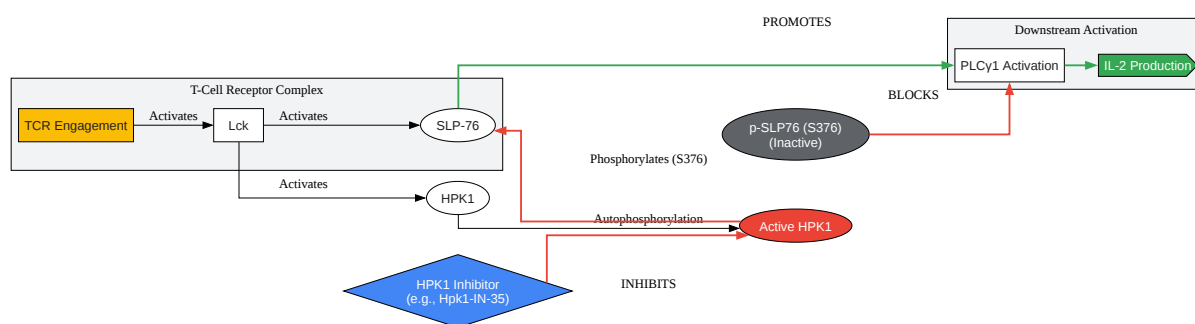 PROMOTES
Downstream Activation
PLCγ1 Activation
IL-2 Production
BLOCKS
T-Cell Receptor Complex
TCR Engagement
Activates
Lck
Activates
SLP-76
p-SLP76 (S376)
(Inactive)
Phosphorylates (S376)
Activates
HPK1
Autophosphorylation
Active HPK1
HPK1 Inhibitor
(e.g., Hpk1-IN-35)
INHIBITS